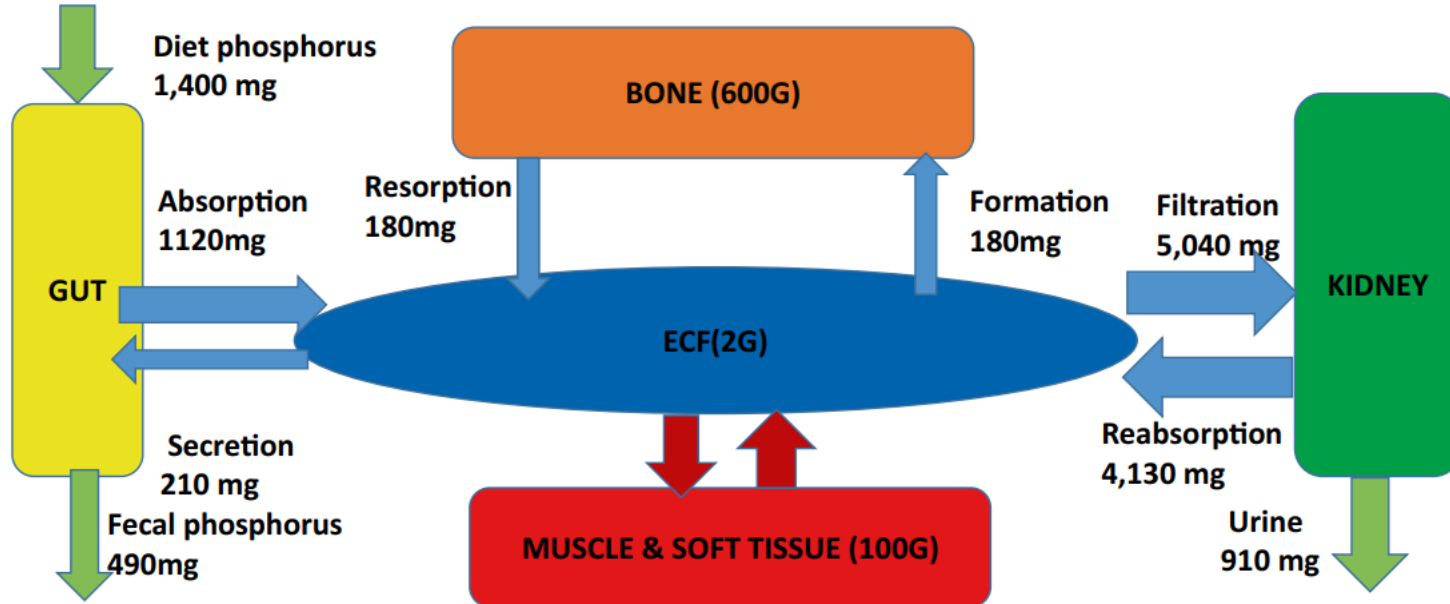 Diet phosphorus
1,400 mg
BONE (600G)
Absorption
1120mg
Resorption
180mg
Formation
180mg
Filtration
5,040 mg
GUT
KIDNEY
ECF(2G)
Secretion
210 mg
Fecal phosphorus
490mg
MUSCLE & SOFT TISSUE (100G)
Reabsorption
4,130 mg
Urine
910 mg